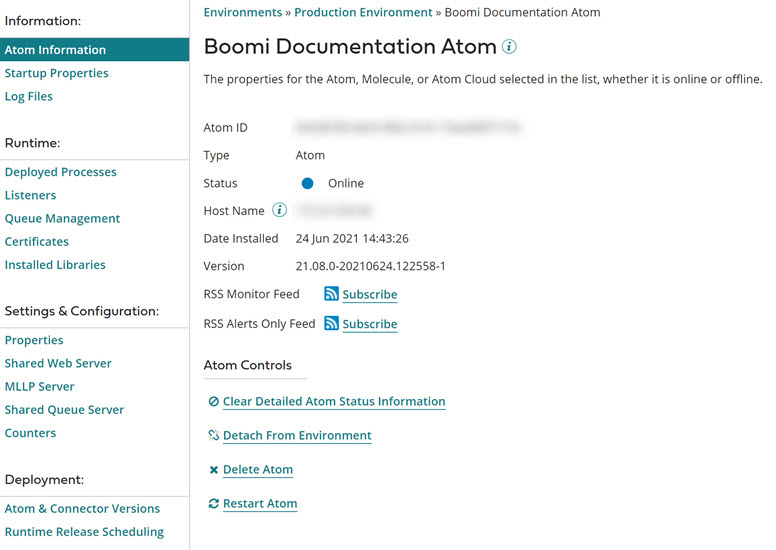 Information:
Atom Information
Startup Properties
Log Files
Runtime:
Deployed Processes
Listeners
Queue Management
Certificates
Installed Libraries
Settings & Configuration:
Properties
Shared Web Server
MLLP Server
Shared Queue Server
Counters
Deployment:
Atom & Connector Versions
Runtime Release Scheduling
Environments » Production Environment » Boomi Documentation Atom
Boomi Documentation Atom i
The properties for the Atom, Molecule, or Atom Cloud selected in the list, whether it is online or offline.
Atom ID
Type Atom
Status Online
Host Name i
Date Installed 24 Jun 2021 14:43:26
Version 21.08.0-20210624.122558-1
RSS Monitor Feed Subscribe
RSS Alerts Only Feed Subscribe
Atom Controls
Clear Detailed Atom Status Information
Detach From Environment
Delete Atom
Restart Atom